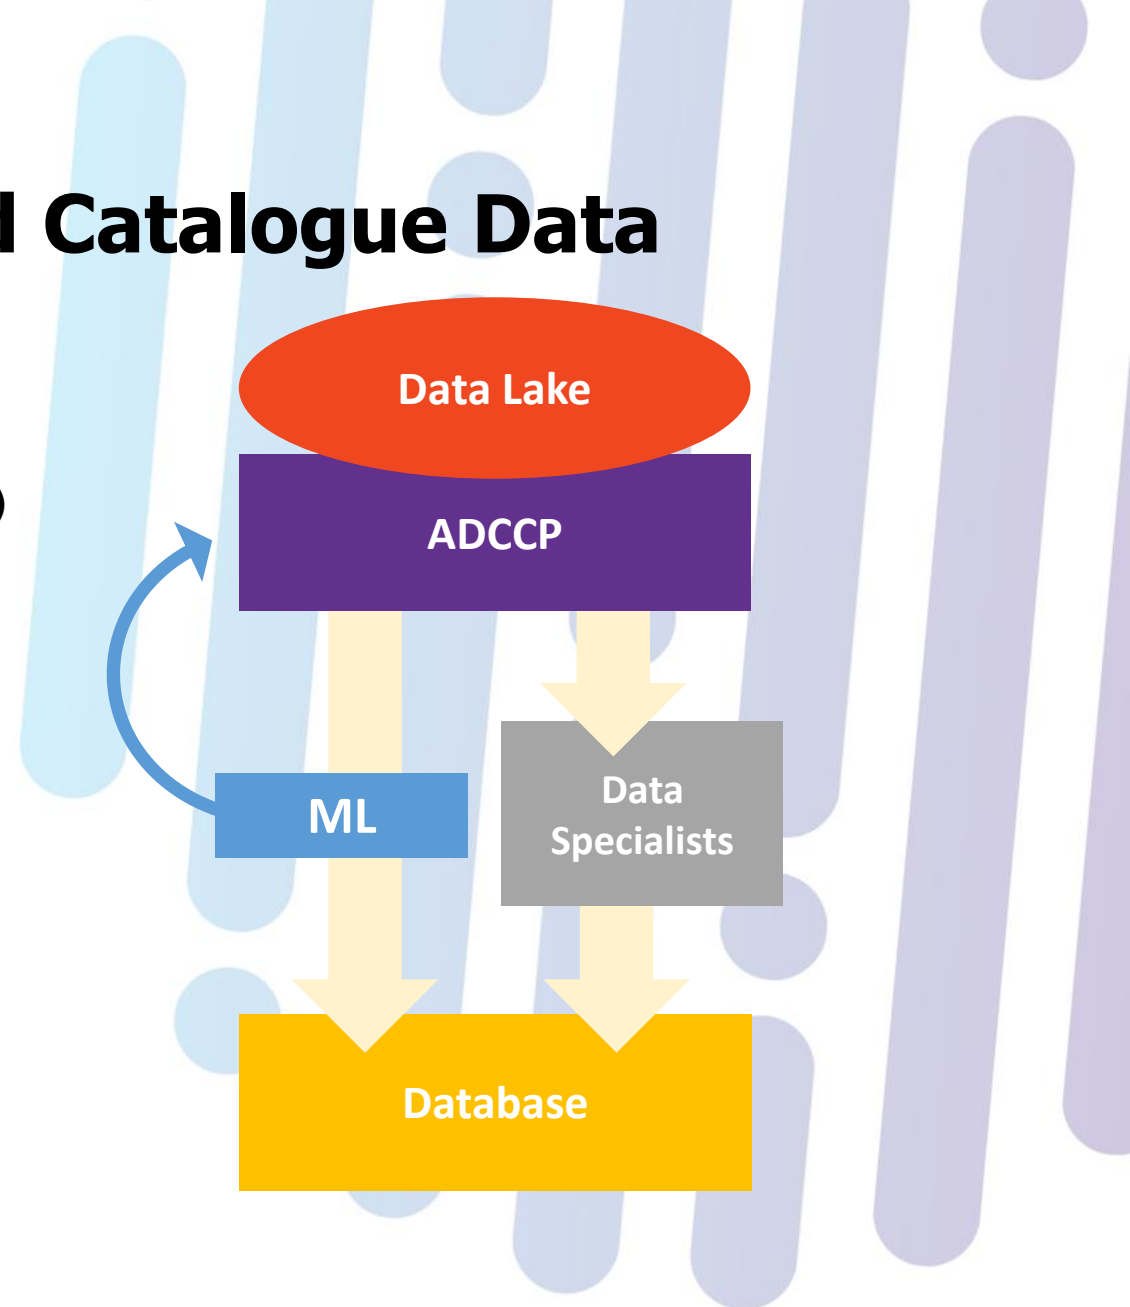 Catalogue Data
Data Lake
ADCCP
ML
Data
Specialists
Database